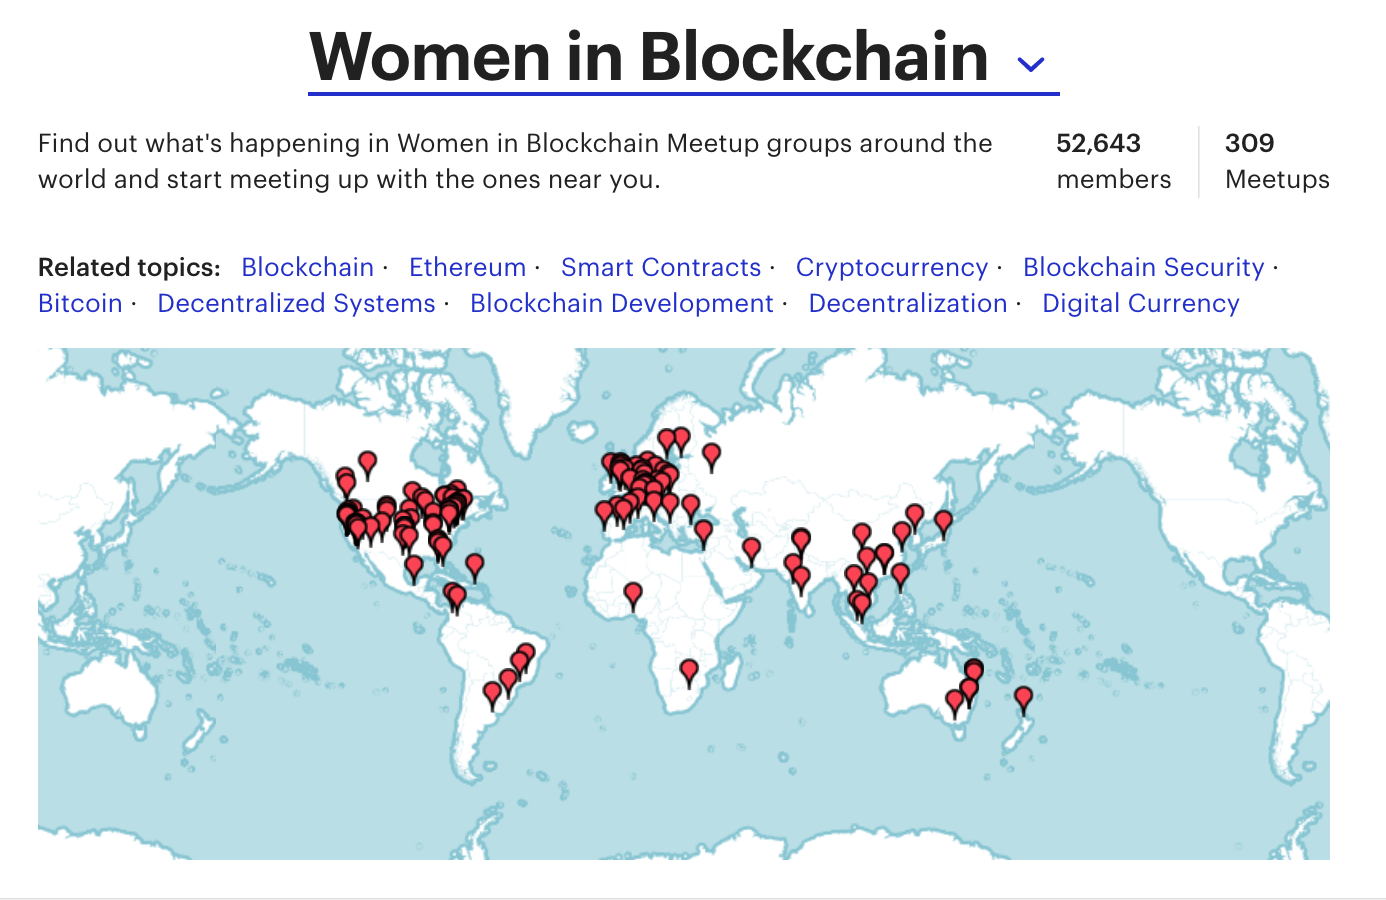 Women in Blockchain
Find out what's happening in Women in Blockchain Meetup groups around the
world and start meeting up with the ones near you.
52,643
members
309
Meetups
Related topics: Blockchain · Ethereum · Smart Contracts · Cryptocurrency · Blockchain Security ·
Bitcoin · Decentralized Systems · Blockchain Development · Decentralization · Digital Currency